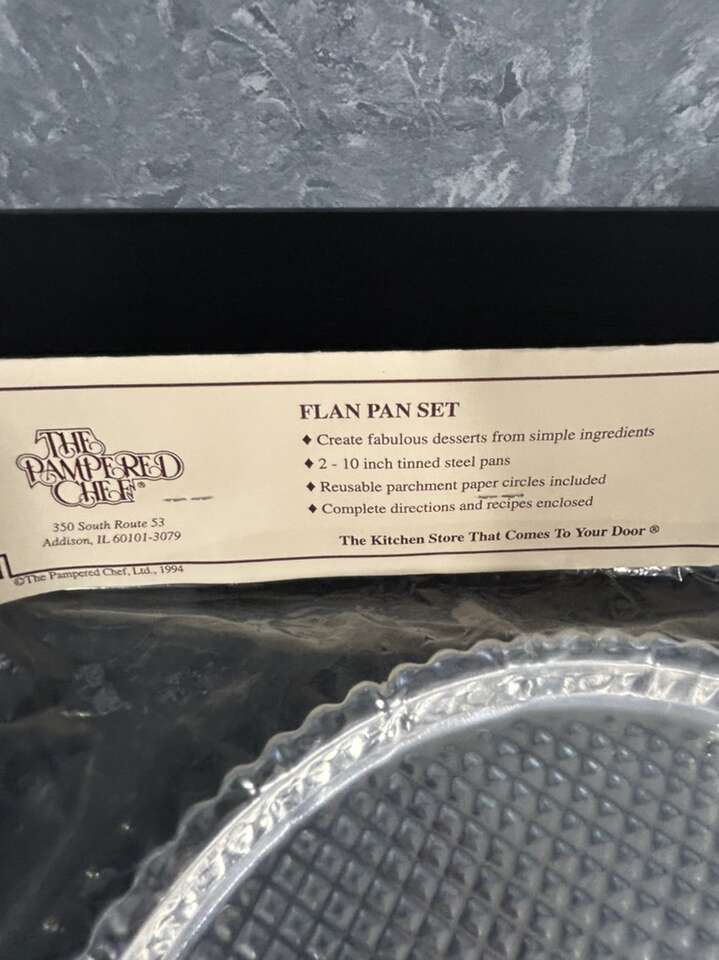 THE
PAMPERED
CHEF®
350 South Route 53
Addison, IL 60101-3079
©The Pampered Chef, Ltd., 1994
FLAN PAN SET
♦ Create fabulous desserts from simple ingredients
♦ 2 - 10 inch tinned steel pans
♦ Reusable parchment paper circles included
♦ Complete directions and recipes enclosed
The Kitchen Store That Comes To Your Door ®